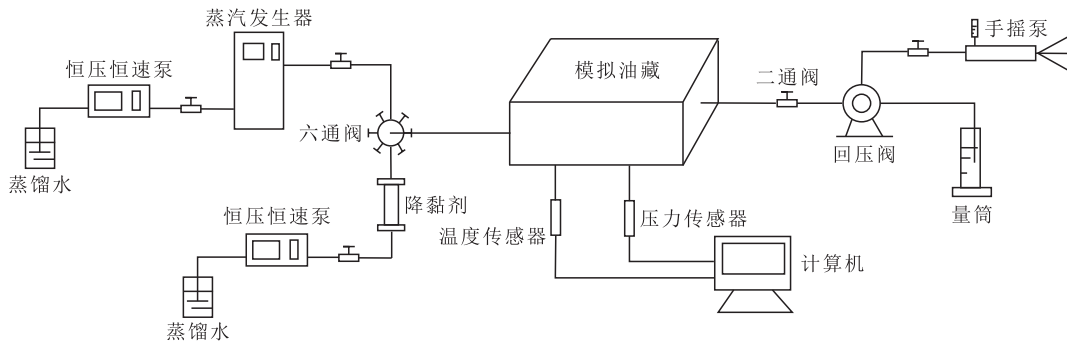 蒸汽发生器
手摇泵
恒压恒速泵
模拟油藏
二通阀
六通阀
回压阀
蒸馏水
降黏剂
量筒
恒压恒速泵
温度传感器
压力传感器
计算机
蒸馏水